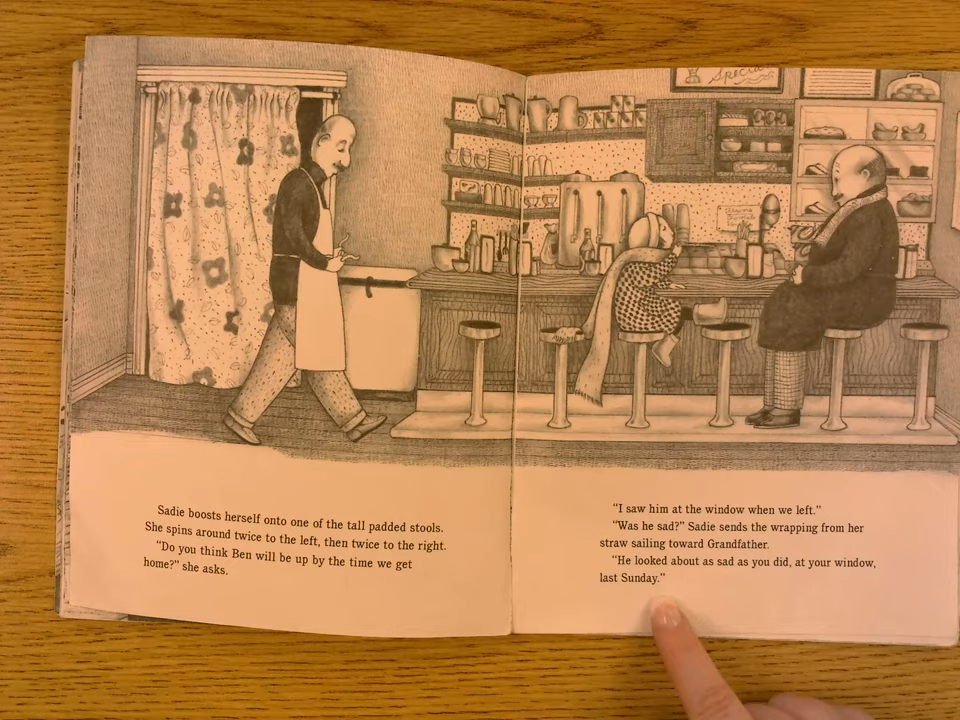 Special
Sadie boosts herself onto one of the tall padded stools.
She spins around twice to the left, then twice to the right.
"Do you think Ben will be up by the time we get
home?" she asks.
"I saw him at the window when we left."
"Was he sad?" Sadie sends the wrapping from her
straw sailing toward Grandfather.
"He looked about as sad as you did, at your window,
last Sunday."